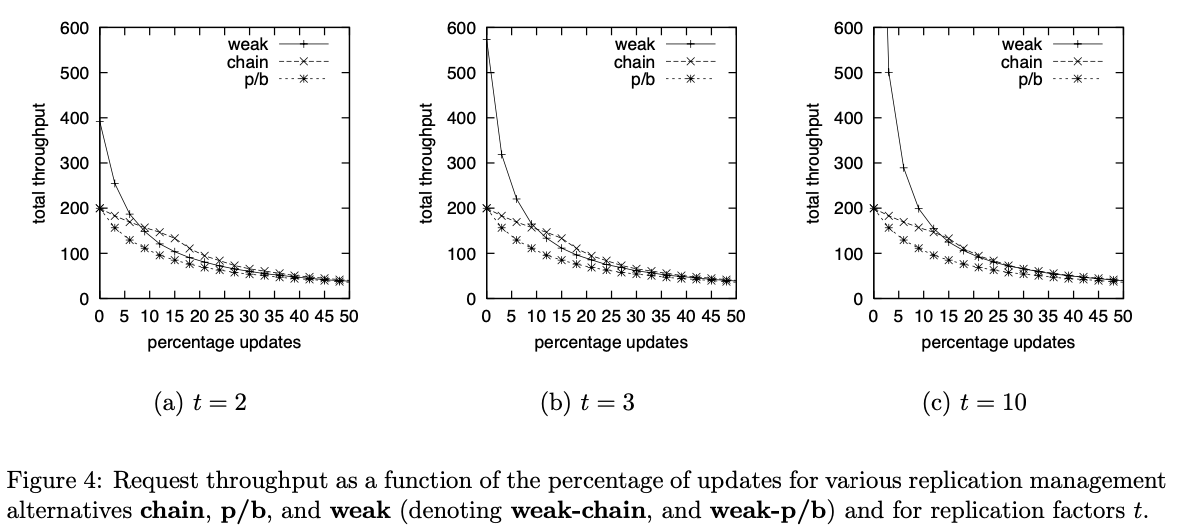 600
500
400
300
200
100
0
total throughput
weak
chain
p/b
0 5 10 15 20 25 30 35 40 45 50
percentage updates
(a) t = 2
600
500
400
300
200
100
0
total throughput
weak
chain
p/b
0 5 10 15 20 25 30 35 40 45 50
percentage updates
(b) t = 3
600
500
400
300
200
100
0
total throughput
weak
chain
p/b
0 5 10 15 20 25 30 35 40 45 50
percentage updates
(c) t = 10
Figure 4: Request throughput as a function of the percentage of updates for various replication management
alternatives chain, p/b, and weak (denoting weak-chain, and weak-p/b) and for replication factors t.